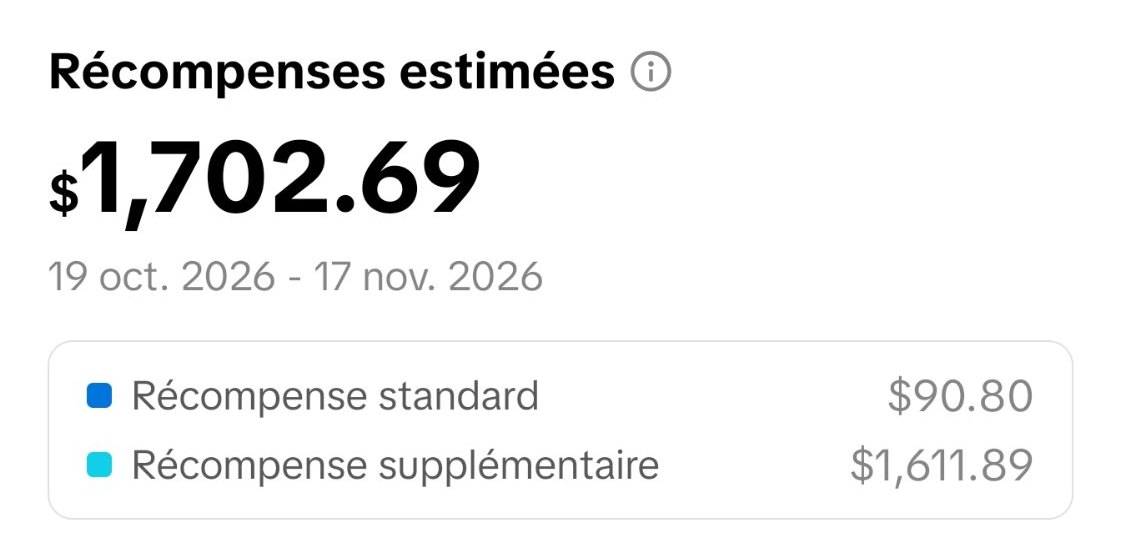 Récompenses estimées
$1,702.69
19 oct. 2026 - 17 nov. 2026
Récompense standard $90.80
Récompense supplémentaire $1,611.89